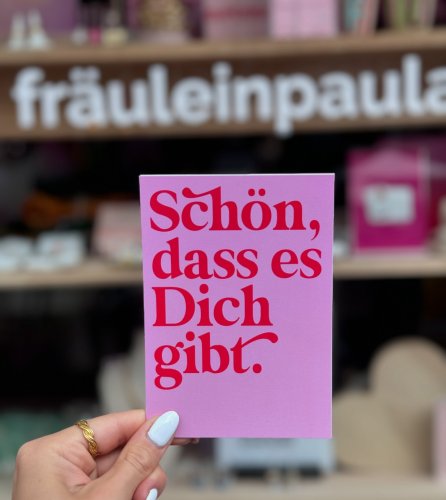 fräuleinpaula
Schön,
dass es
Dich
gibt.